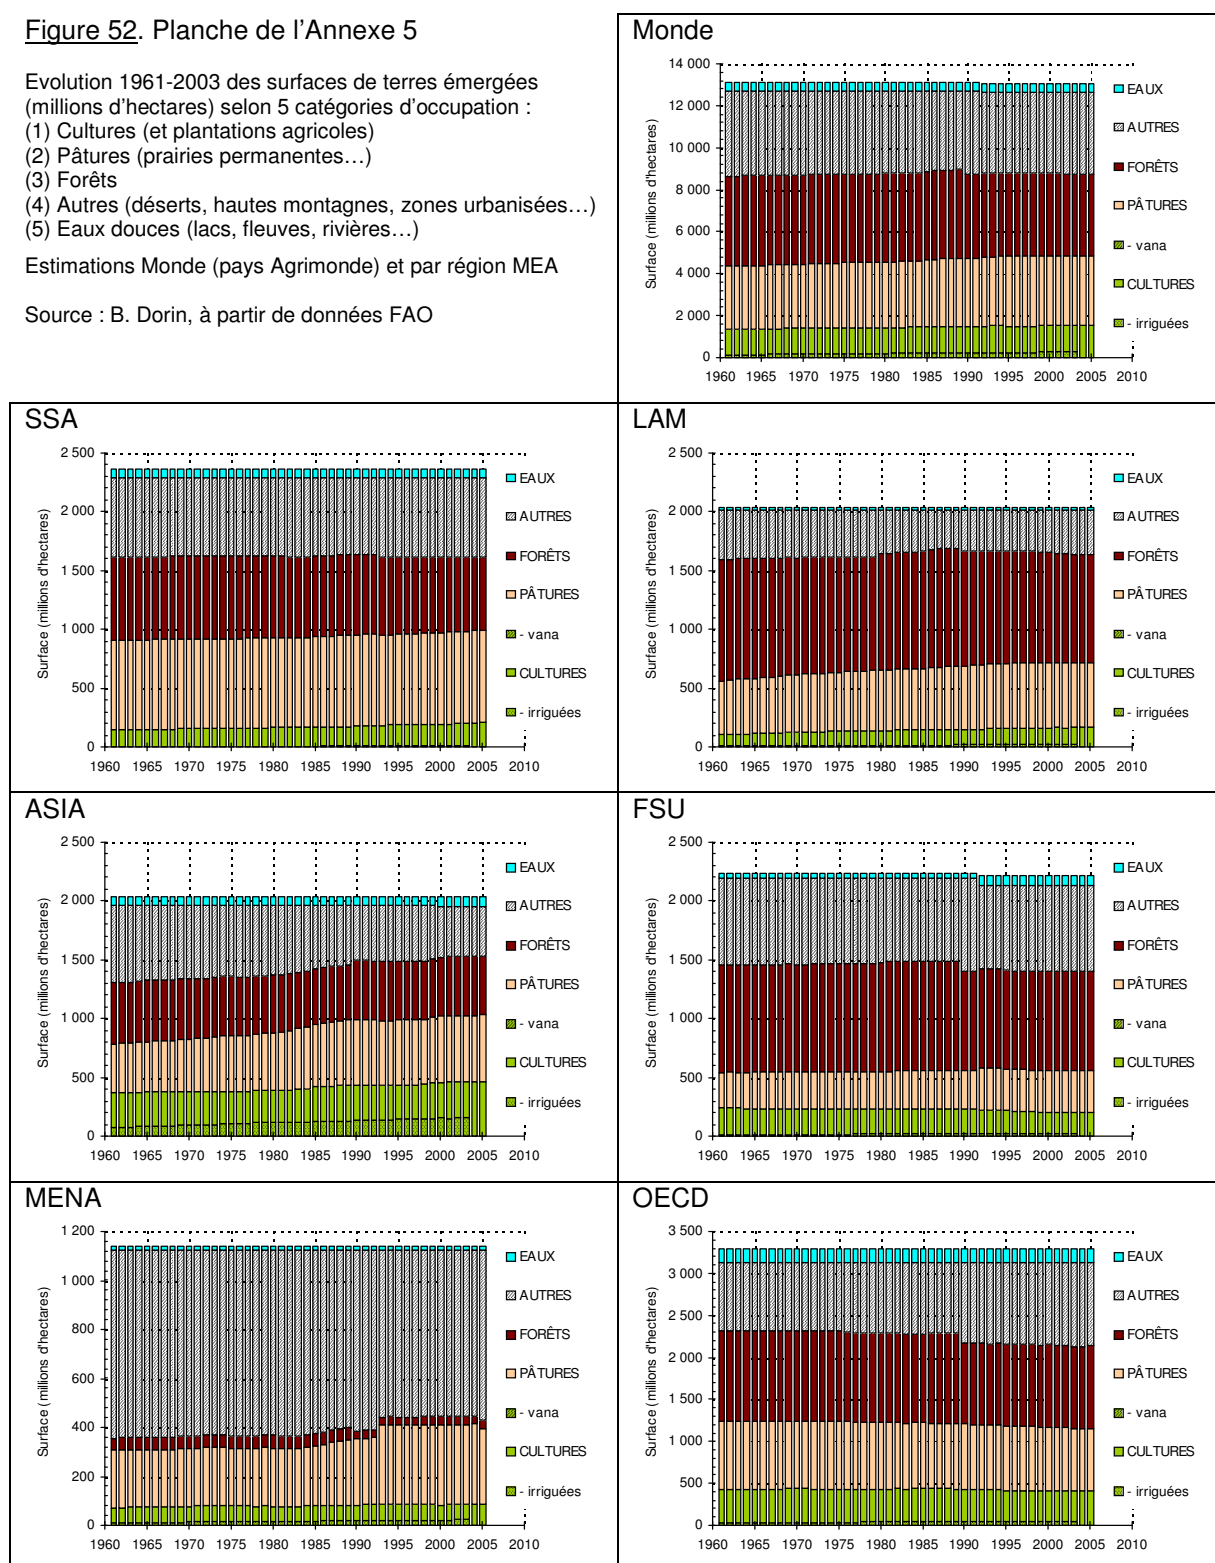 Figure 52. Planche de l'Annexe 5
Evolution 1961-2003 des surfaces de terres émergées
(millions d'hectares) selon 5 catégories d'occupation :
(1) Cultures (et plantations agricoles)
(2) Pâtures (prairies permanentes…)
(3) Forêts
(4) Autres (déserts, hautes montagnes, zones urbanisées…)
(5) Eaux douces (lacs, fleuves, rivières…)
Estimations Monde (pays Agrimonde) et par région MEA
Source : B. Dorin, à partir de données FAO
Monde
Surface (millions d'hectares)
14 000
12 000
10 000
8 000
6 000
4 000
2 000
0
1960 1965 1970 1975 1980 1985 1990 1995 2000 2005 2010
EAUX
AUTRES
FORÊTS
PÂTURES
- vana
CULTURES
- irriguées
SSA
Surface (millions d'hectares)
2 500
2 000
1 500
1 000
500
0
1960 1965 1970 1975 1980 1985 1990 1995 2000 2005 2010
EAUX
AUTRES
FORÊTS
PÂTURES
- vana
CULTURES
- irriguées
LAM
Surface (millions d'hectares)
2 500
2 000
1 500
1 000
500
0
1960 1965 1970 1975 1980 1985 1990 1995 2000 2005 2010
EAUX
AUTRES
FORÊTS
PÂTURES
- vana
CULTURES
- irriguées
ASIA
Surface (millions d'hectares)
2 500
2 000
1 500
1 000
500
0
1960 1965 1970 1975 1980 1985 1990 1995 2000 2005 2010
EAUX
AUTRES
FORÊTS
PÂTURES
- vana
CULTURES
- irriguées
FSU
Surface (millions d'hectares)
2 500
2 000
1 500
1 000
500
0
1960 1965 1970 1975 1980 1985 1990 1995 2000 2005 2010
EAUX
AUTRES
FORÊTS
PÂTURES
- vana
CULTURES
- irriguées
MENA
Surface (millions d'hectares)
1 200
1 000
800
600
400
200
0
1960 1965 1970 1975 1980 1985 1990 1995 2000 2005 2010
EAUX
AUTRES
FORÊTS
PÂTURES
- vana
CULTURES
- irriguées
OECD
Surface (millions d'hectares)
3 500
3 000
2 500
2 000
1 500
1 000
500
0
1960 1965 1970 1975 1980 1985 1990 1995 2000 2005 2010
EAUX
AUTRES
FORÊTS
PÂTURES
- vana
CULTURES
- irriguées